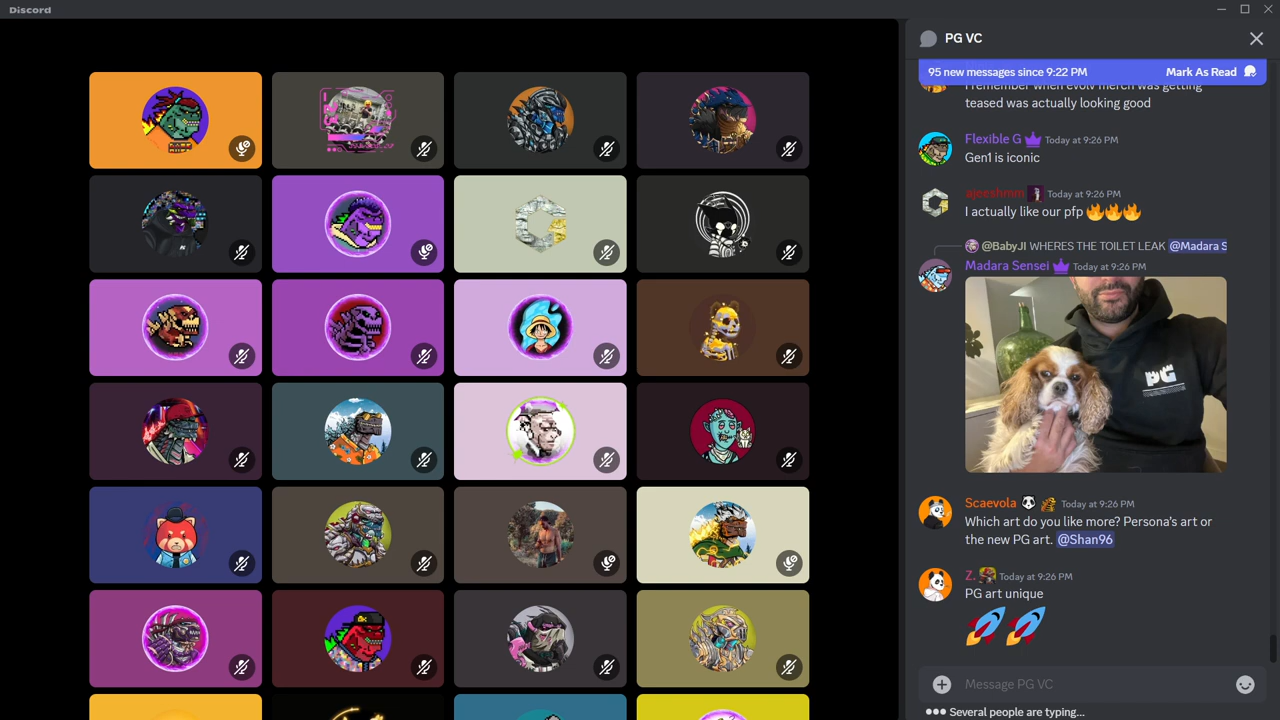 Discord
PG VC
95 new messages since 9:22 PM Mark As Read
I remember when evolv merch was getting
teased was actually looking good
Flexible G Today at 9:26 PM
Gen1 is iconic
ajeeshmm Today at 9:26 PM
I actually like our pfp 🔥🔥🔥
@BabyJI WHERES THE TOILET LEAK @Madara S
Madara Sensei Today at 9:26 PM
PG
Scaevola Today at 9:26 PM
Which art do you like more? Persona's art or
the new PG art. @Shan96
Z. Today at 9:26 PM
PG art unique
🚀🚀
Message PG VC
Several people are typing...